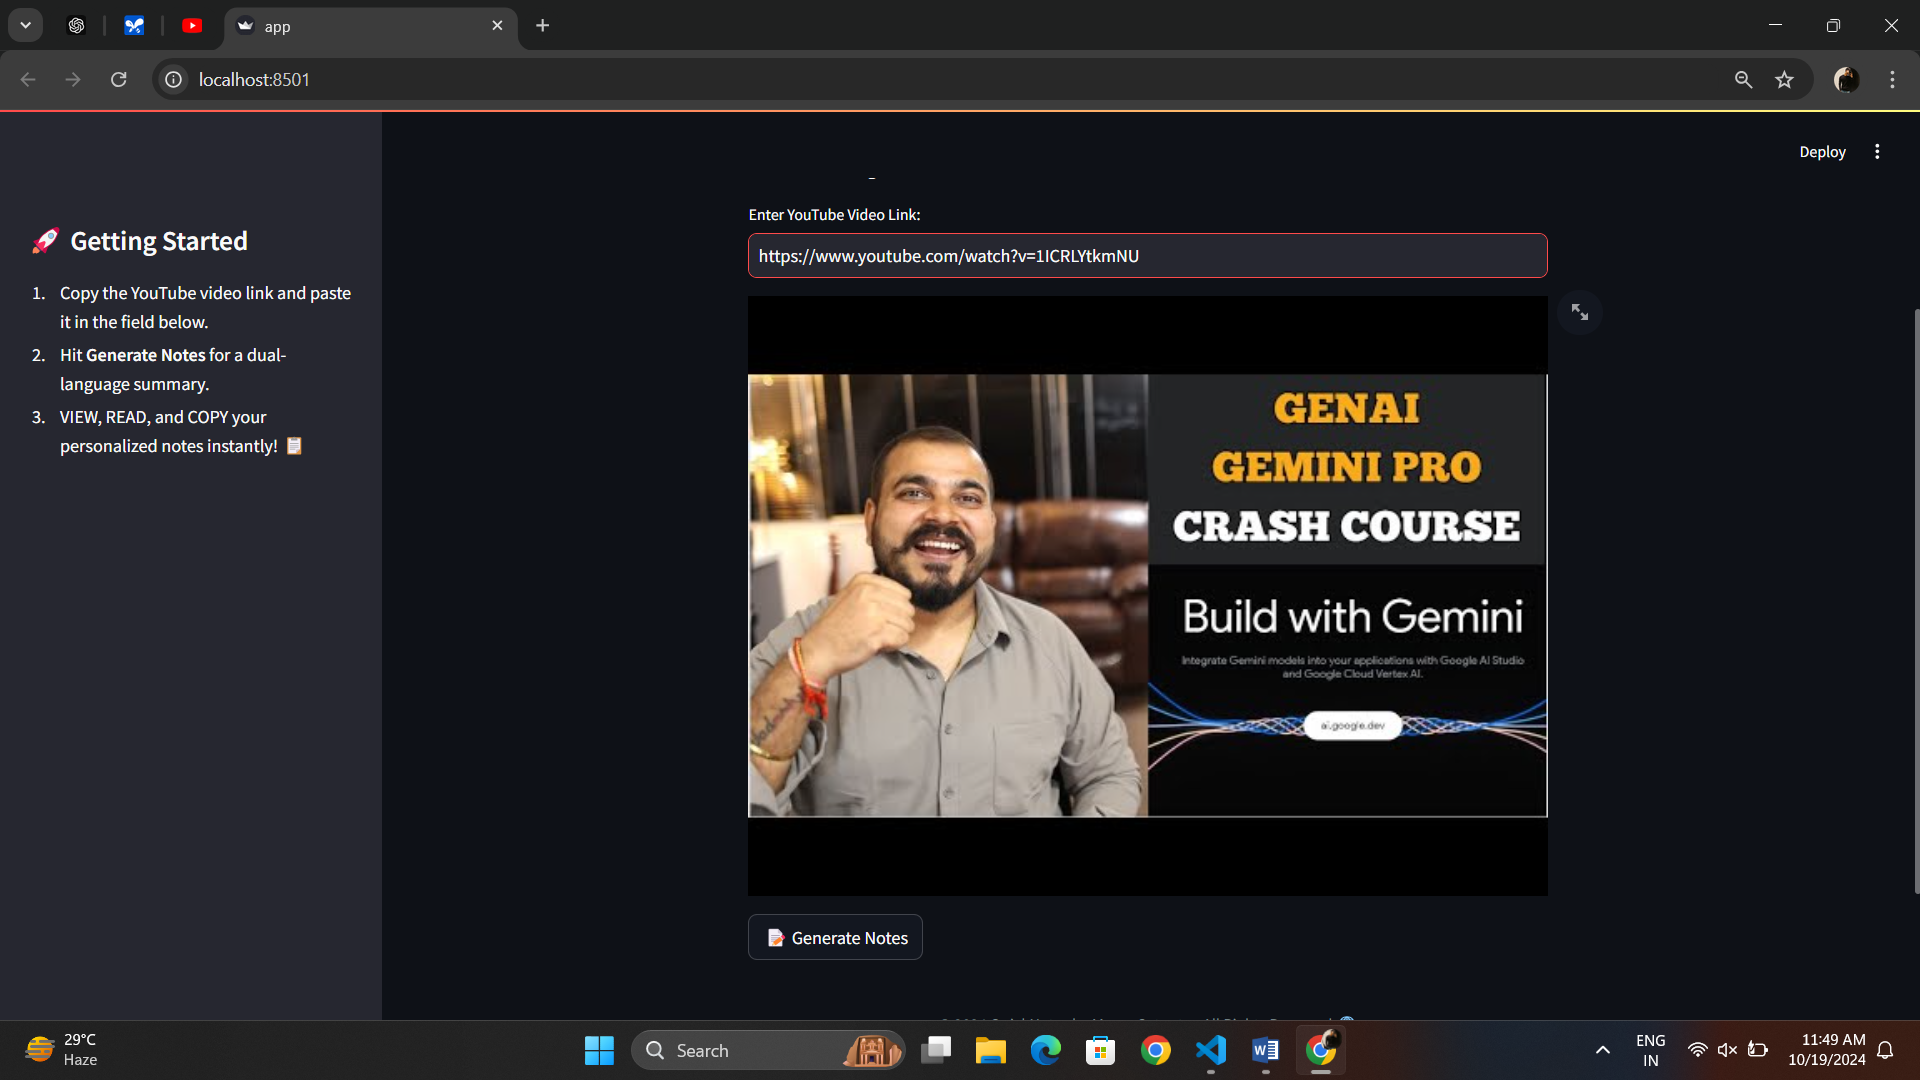 app
localhost:8501
Deploy
🚀 Getting Started
1. Copy the YouTube video link and paste
it in the field below.
2. Hit Generate Notes for a dual-
language summary.
3. VIEW, READ, and COPY your
personalized notes instantly! 📋
Enter YouTube Video Link:
https://www.youtube.com/watch?v=1ICRLYtkmNU
GENAI
GEMINI PRO
CRASH COURSE
Build with Gemini
Integrate Gemini models into your applications with Google AI Studio
and Google Cloud Vertex AI.
ai.google.dev
📝 Generate Notes
29°C
Haze
Search
ENG
IN
11:49 AM
10/19/2024